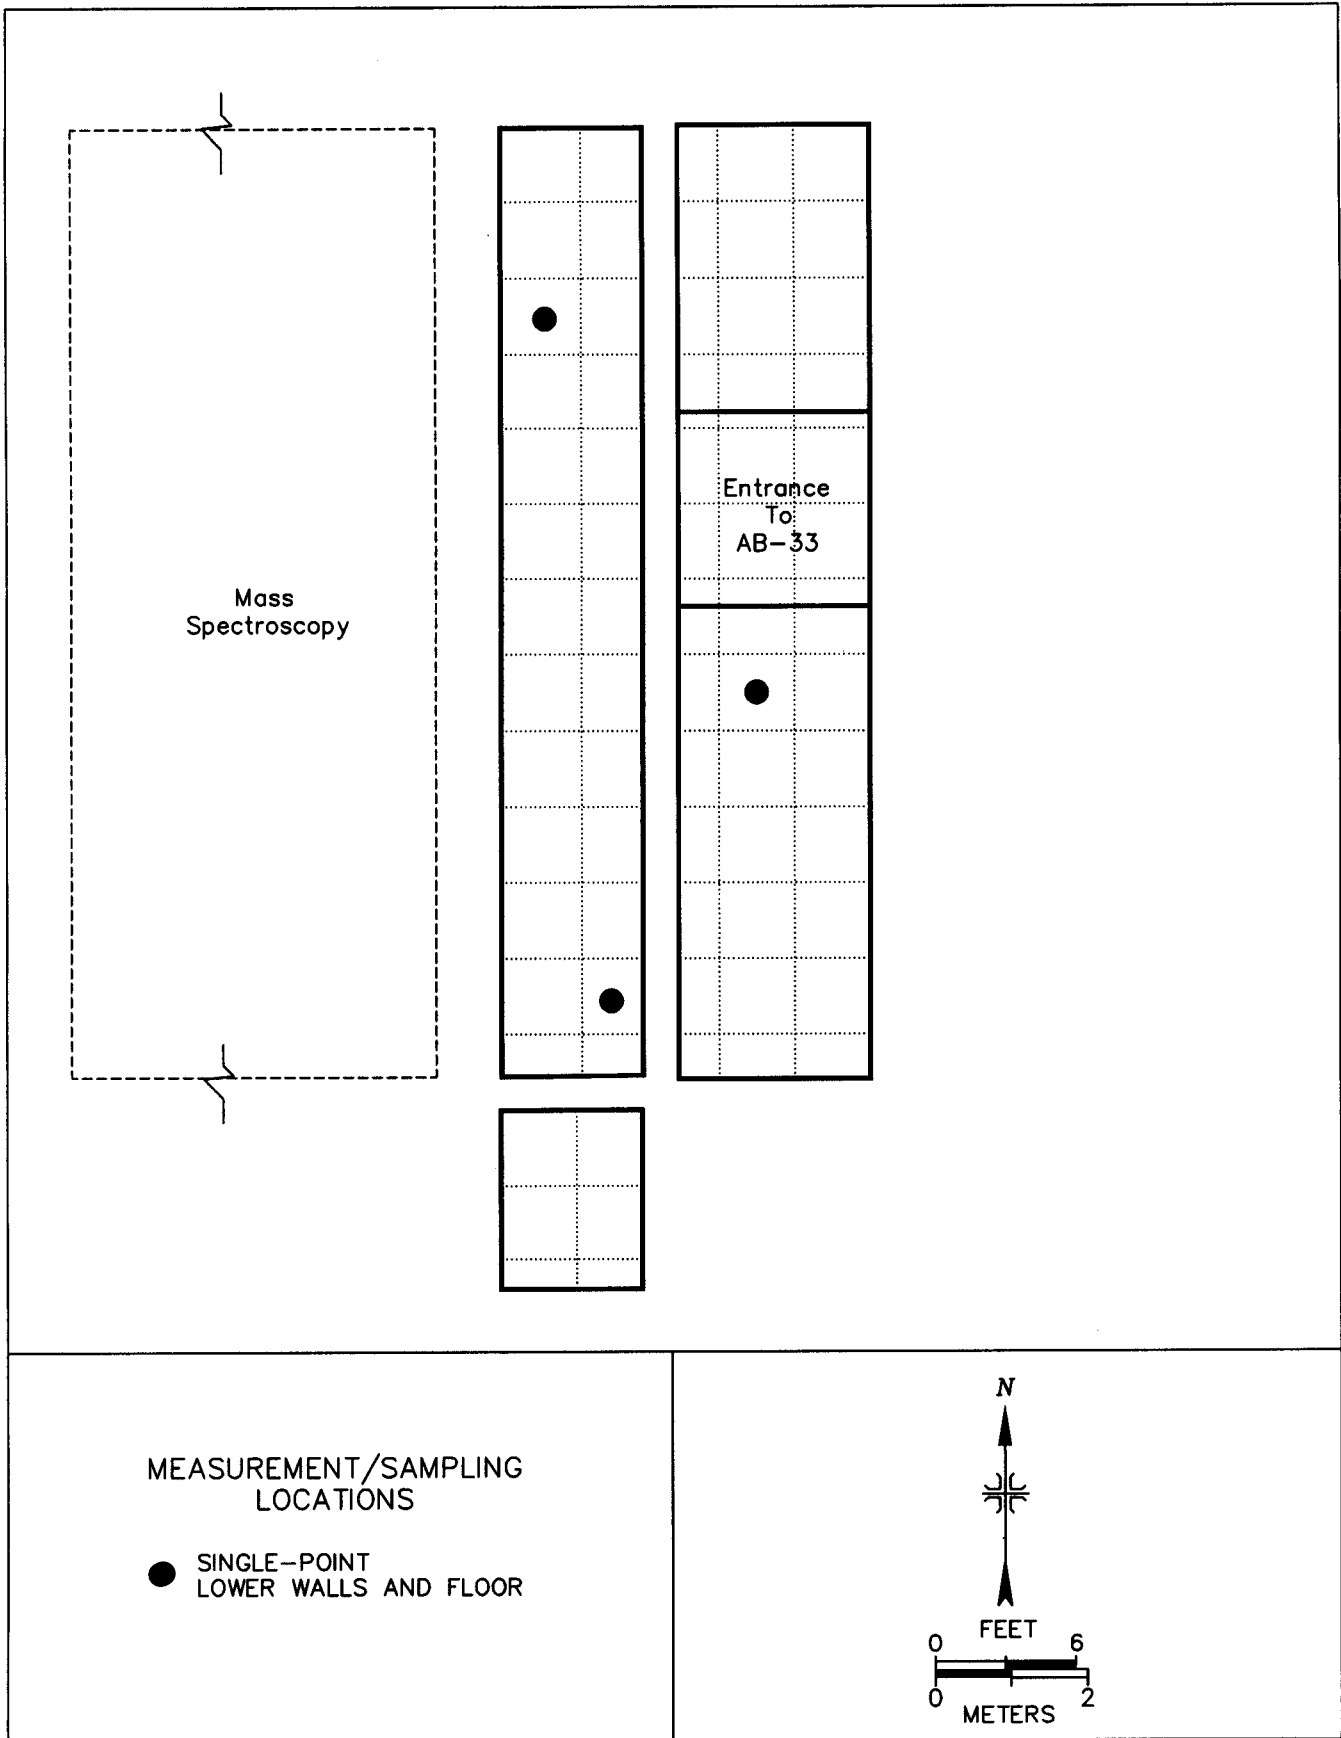 Entrance
To
AB-33
Mass
Spectroscopy
MEASUREMENT/SAMPLING
LOCATIONS
SINGLE-POINT
LOWER WALLS AND FLOOR
N
FEET
0 6
0 2
METERS